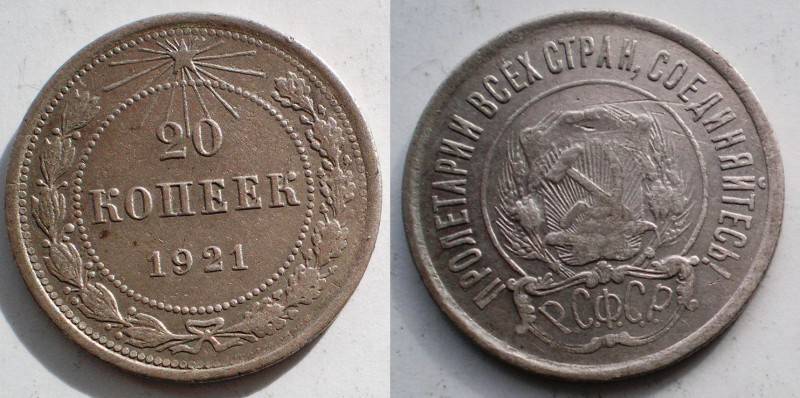 20
КОПЕЕК
1921
ПРОЛЕТАРИИ ВСЕХ СТРАН, СОЕДИНЯЙТЕСЬ!
Р.С.Ф.С.Р.